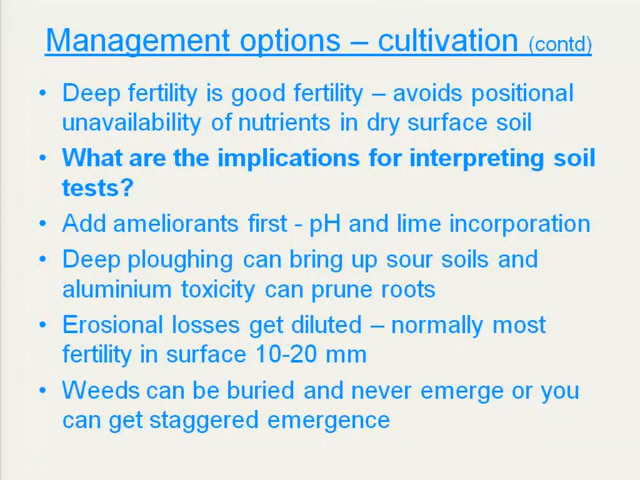 Management options – cultivation (contd)
• Deep fertility is good fertility – avoids positional
unavailability of nutrients in dry surface soil
• What are the implications for interpreting soil
tests?
• Add ameliorants first - pH and lime incorporation
• Deep ploughing can bring up sour soils and
aluminium toxicity can prune roots
• Erosional losses get diluted – normally most
fertility in surface 10-20 mm
• Weeds can be buried and never emerge or you
can get staggered emergence